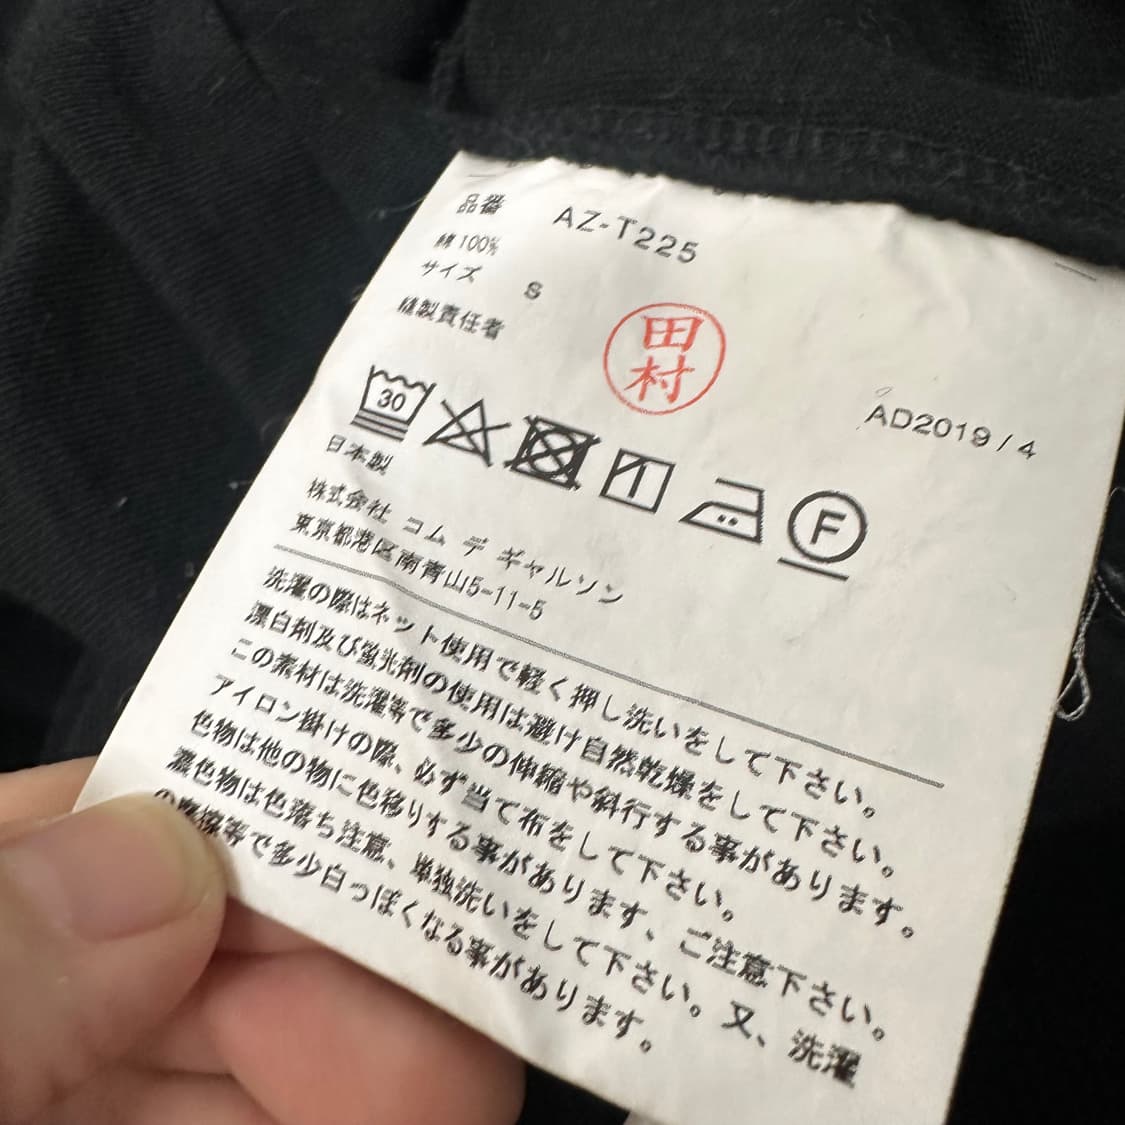 品番 AZ-T225
綿 100%
サイズ S
縫製責任者
田村
AD2019/4
30
F
日本製
株式会社 コム デ ギャルソン
東京都港区南青山5-11-5
洗濯の際はネット使用で軽く押し洗いをして下さい。
漂白剤及び蛍光剤の使用は避け自然乾燥をして下さい。
この素材は洗濯等で多少の伸縮や斜行する事があります。
アイロン掛けの際、必ず当て布をして下さい。
色物は他の物に色移りする事があります、ご注意下さい。
濃色物は色落ち注意、単独洗いをして下さい。又、洗濯
の摩擦等で多少白っぽくなる事があります。